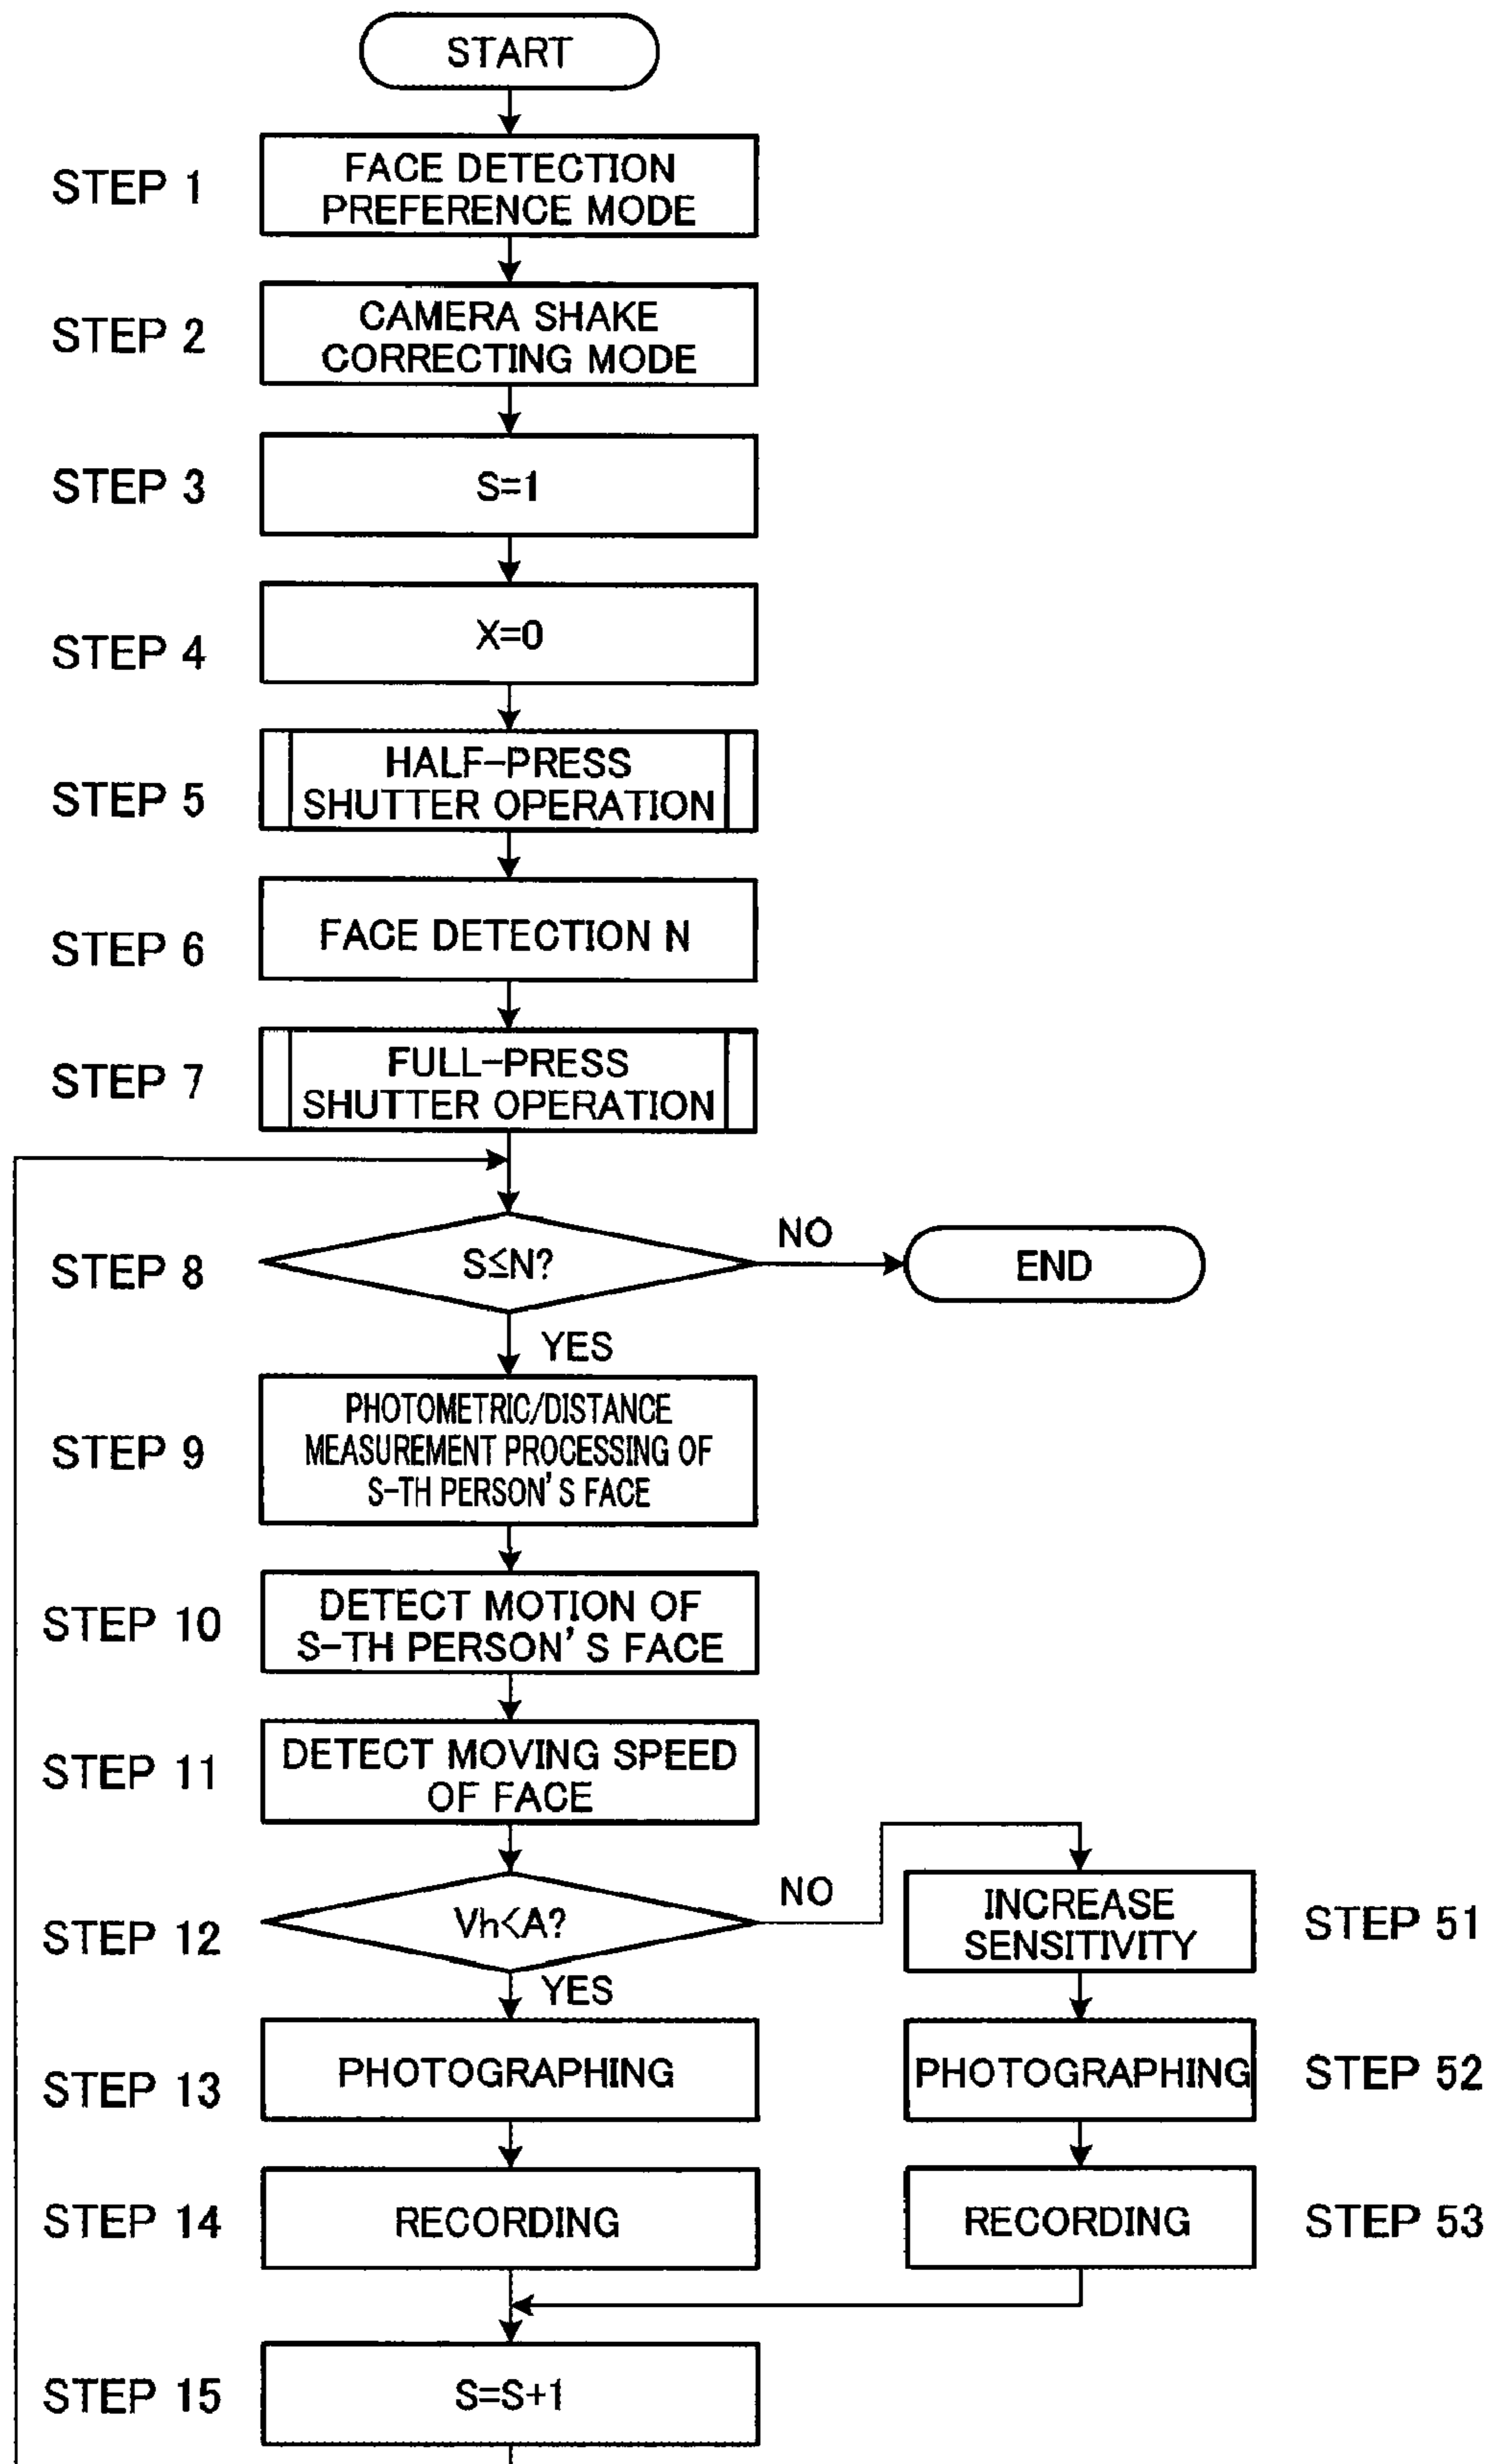 START
STEP 1
FACE DETECTION
PREFERENCE MODE
STEP 2
CAMERA SHAKE
CORRECTING MODE
STEP 3
S=1
STEP 4
X=0
STEP 5
HALF-PRESS
SHUTTER OPERATION
STEP 6
FACE DETECTION N
STEP 7
FULL-PRESS
SHUTTER OPERATION
STEP 8
S≤N?
NO
END
YES
STEP 9
PHOTOMETRIC/DISTANCE
MEASUREMENT PROCESSING OF
S-TH PERSON'S FACE
STEP 10
DETECT MOTION OF
S-TH PERSON'S FACE
STEP 11
DETECT MOVING SPEED
OF FACE
STEP 12
Vh<A?
NO
INCREASE
SENSITIVITY
STEP 51
YES
STEP 13
PHOTOGRAPHING
PHOTOGRAPHING
STEP 52
STEP 14
RECORDING
RECORDING
STEP 53
STEP 15
S=S+1